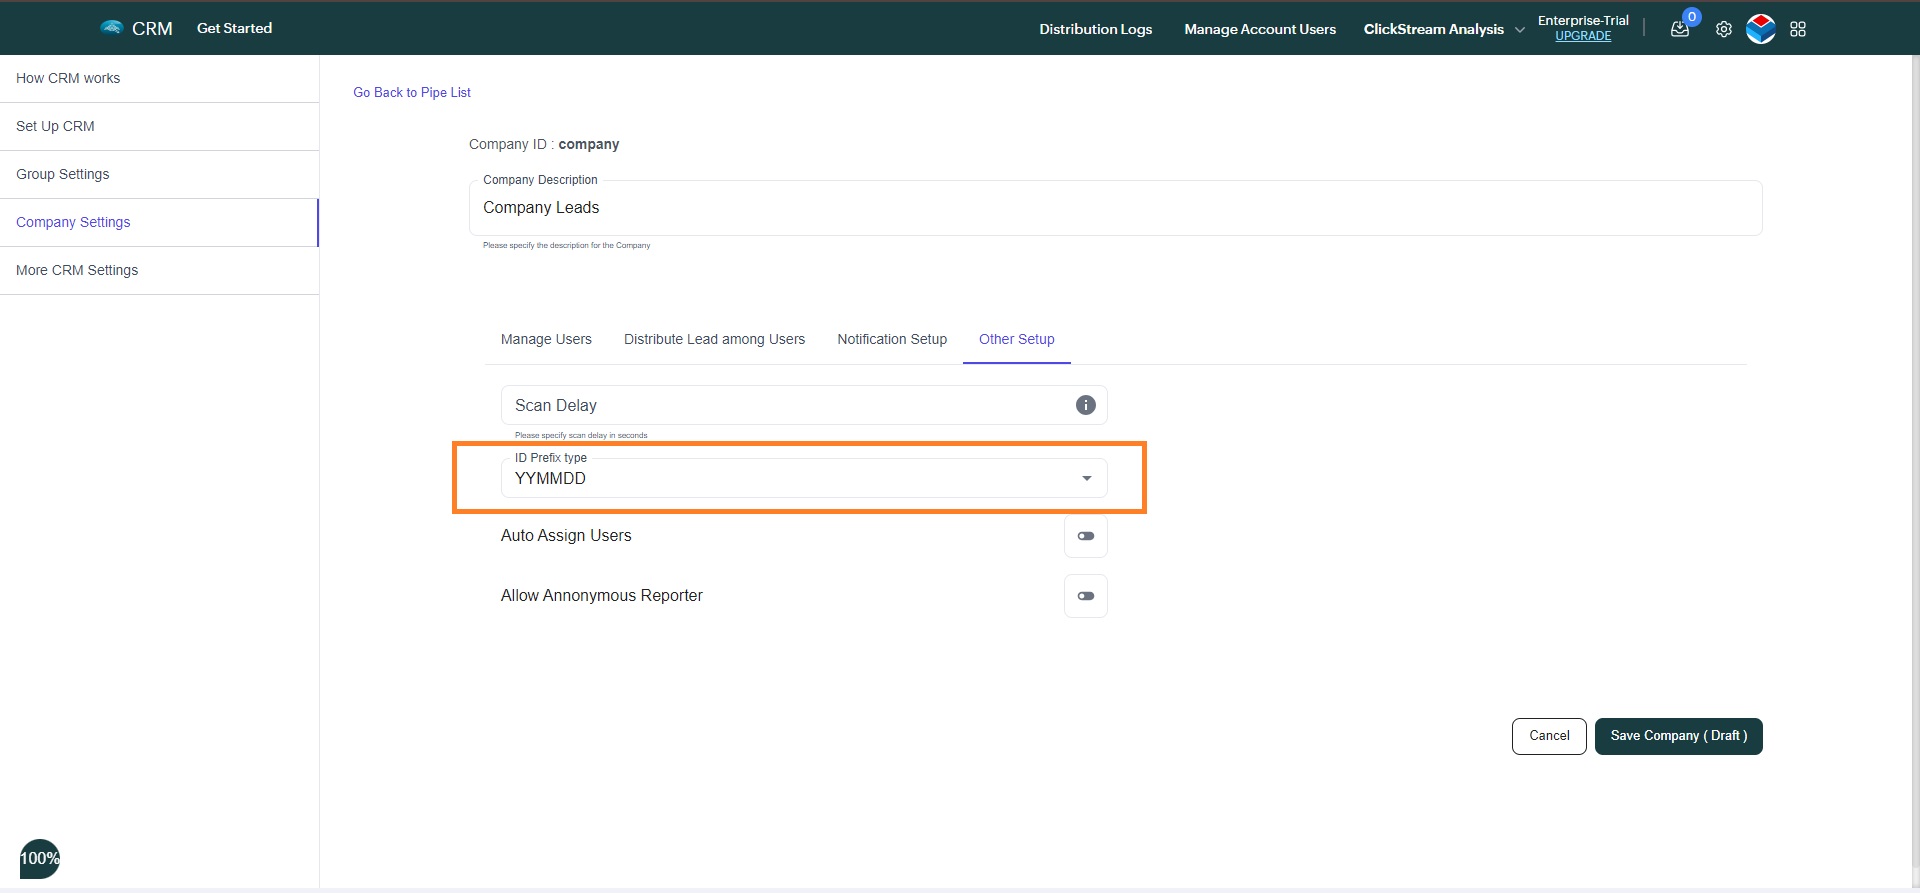 CRM
Get Started
Distribution Logs
Manage Account Users
ClickStream Analysis
Enterprise-Trial
UPGRADE
0
How CRM works
Set Up CRM
Group Settings
Company Settings
More CRM Settings
Go Back to Pipe List
Company ID : company
Company Description
Company Leads
Please specify the description for the Company
Manage Users
Distribute Lead among Users
Notification Setup
Other Setup
Scan Delay
Please specify scan delay in seconds
ID Prefix type
YYMMDD
Auto Assign Users
Allow Annonymous Reporter
Cancel
Save Company ( Draft )
100%